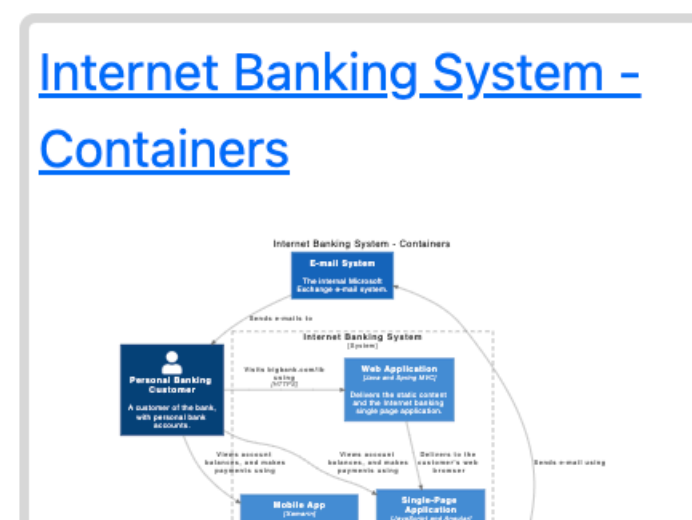 Internet Banking System -
Containers
Internet Banking System - Containers
E-mail System
The internal Microsoft
Exchange e-mail system.
Sends e-mails to
Internet Banking System
[System]
Personal Banking
Customer
A customer of the bank,
with personal bank
accounts.
Visits bigbank.com/ib
using
[HTTPS]
Web Application
[Java and Spring MVC]
Delivers the static content
and the Internet banking
single page application.
Views account
balances, and makes
payments using
Views account
balances, and makes
payments using
Delivers to the
customer's web
browser
Sends e-mail using
Mobile App
[Xamarin]
Single-Page
Application
[JavaScript and Angular]